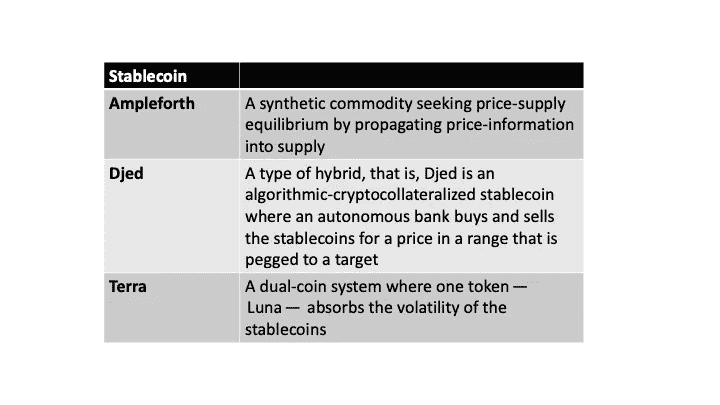 Stablecoin
Ampleforth
A synthetic commodity seeking price-supply
equilibrium by propagating price-information
into supply
Djed
A type of hybrid, that is, Djed is an
algorithmic-cryptocollateralized stablecoin
where an autonomous bank buys and sells
the stablecoins for a price in a range that is
pegged to a target
Terra
A dual-coin system where one token —
Luna — absorbs the volatility of the
stablecoins